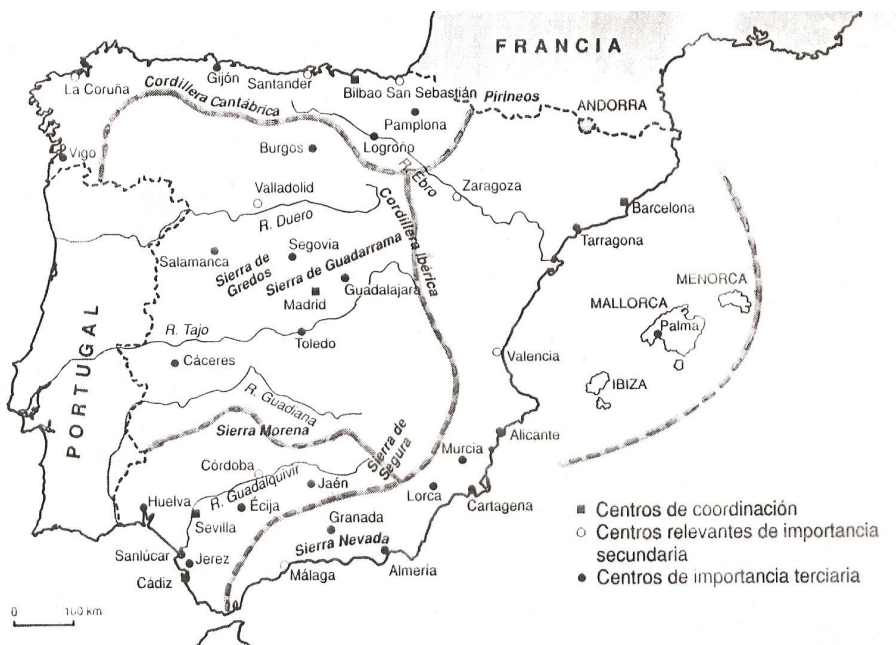 FRANCIA
La Coruña
Gijón
Santander
Bilbao
San Sebastián
Cordillera Cantábrica
Pirineos
ANDORRA
Pamplona
Logroño
Vigo
Burgos
R. Ebro
Zaragoza
Valladolid
R. Duero
Cordillera Ibérica
Barcelona
Tarragona
Salamanca
Segovia
Sierra de
Gredos
Sierra de Guadarrama
Guadalajara
Madrid
MENORCA
MALLORCA
Palma
IBIZA
R. Tajo
Toledo
Cáceres
Valencia
PORTUGAL
R. Guadiana
Sierra Morena
Sierra de
Segura
Alicante
Murcia
Córdoba
R. Guadalquivir
Jaén
Lorca
Cartagena
Huelva
Sevilla
Écija
Granada
Sierra Nevada
Sanlúcar
Jerez
Cádiz
Málaga
Almería
Centros de coordinación
Centros relevantes de importancia
secundaria
Centros de importancia terciaria
0 100 km